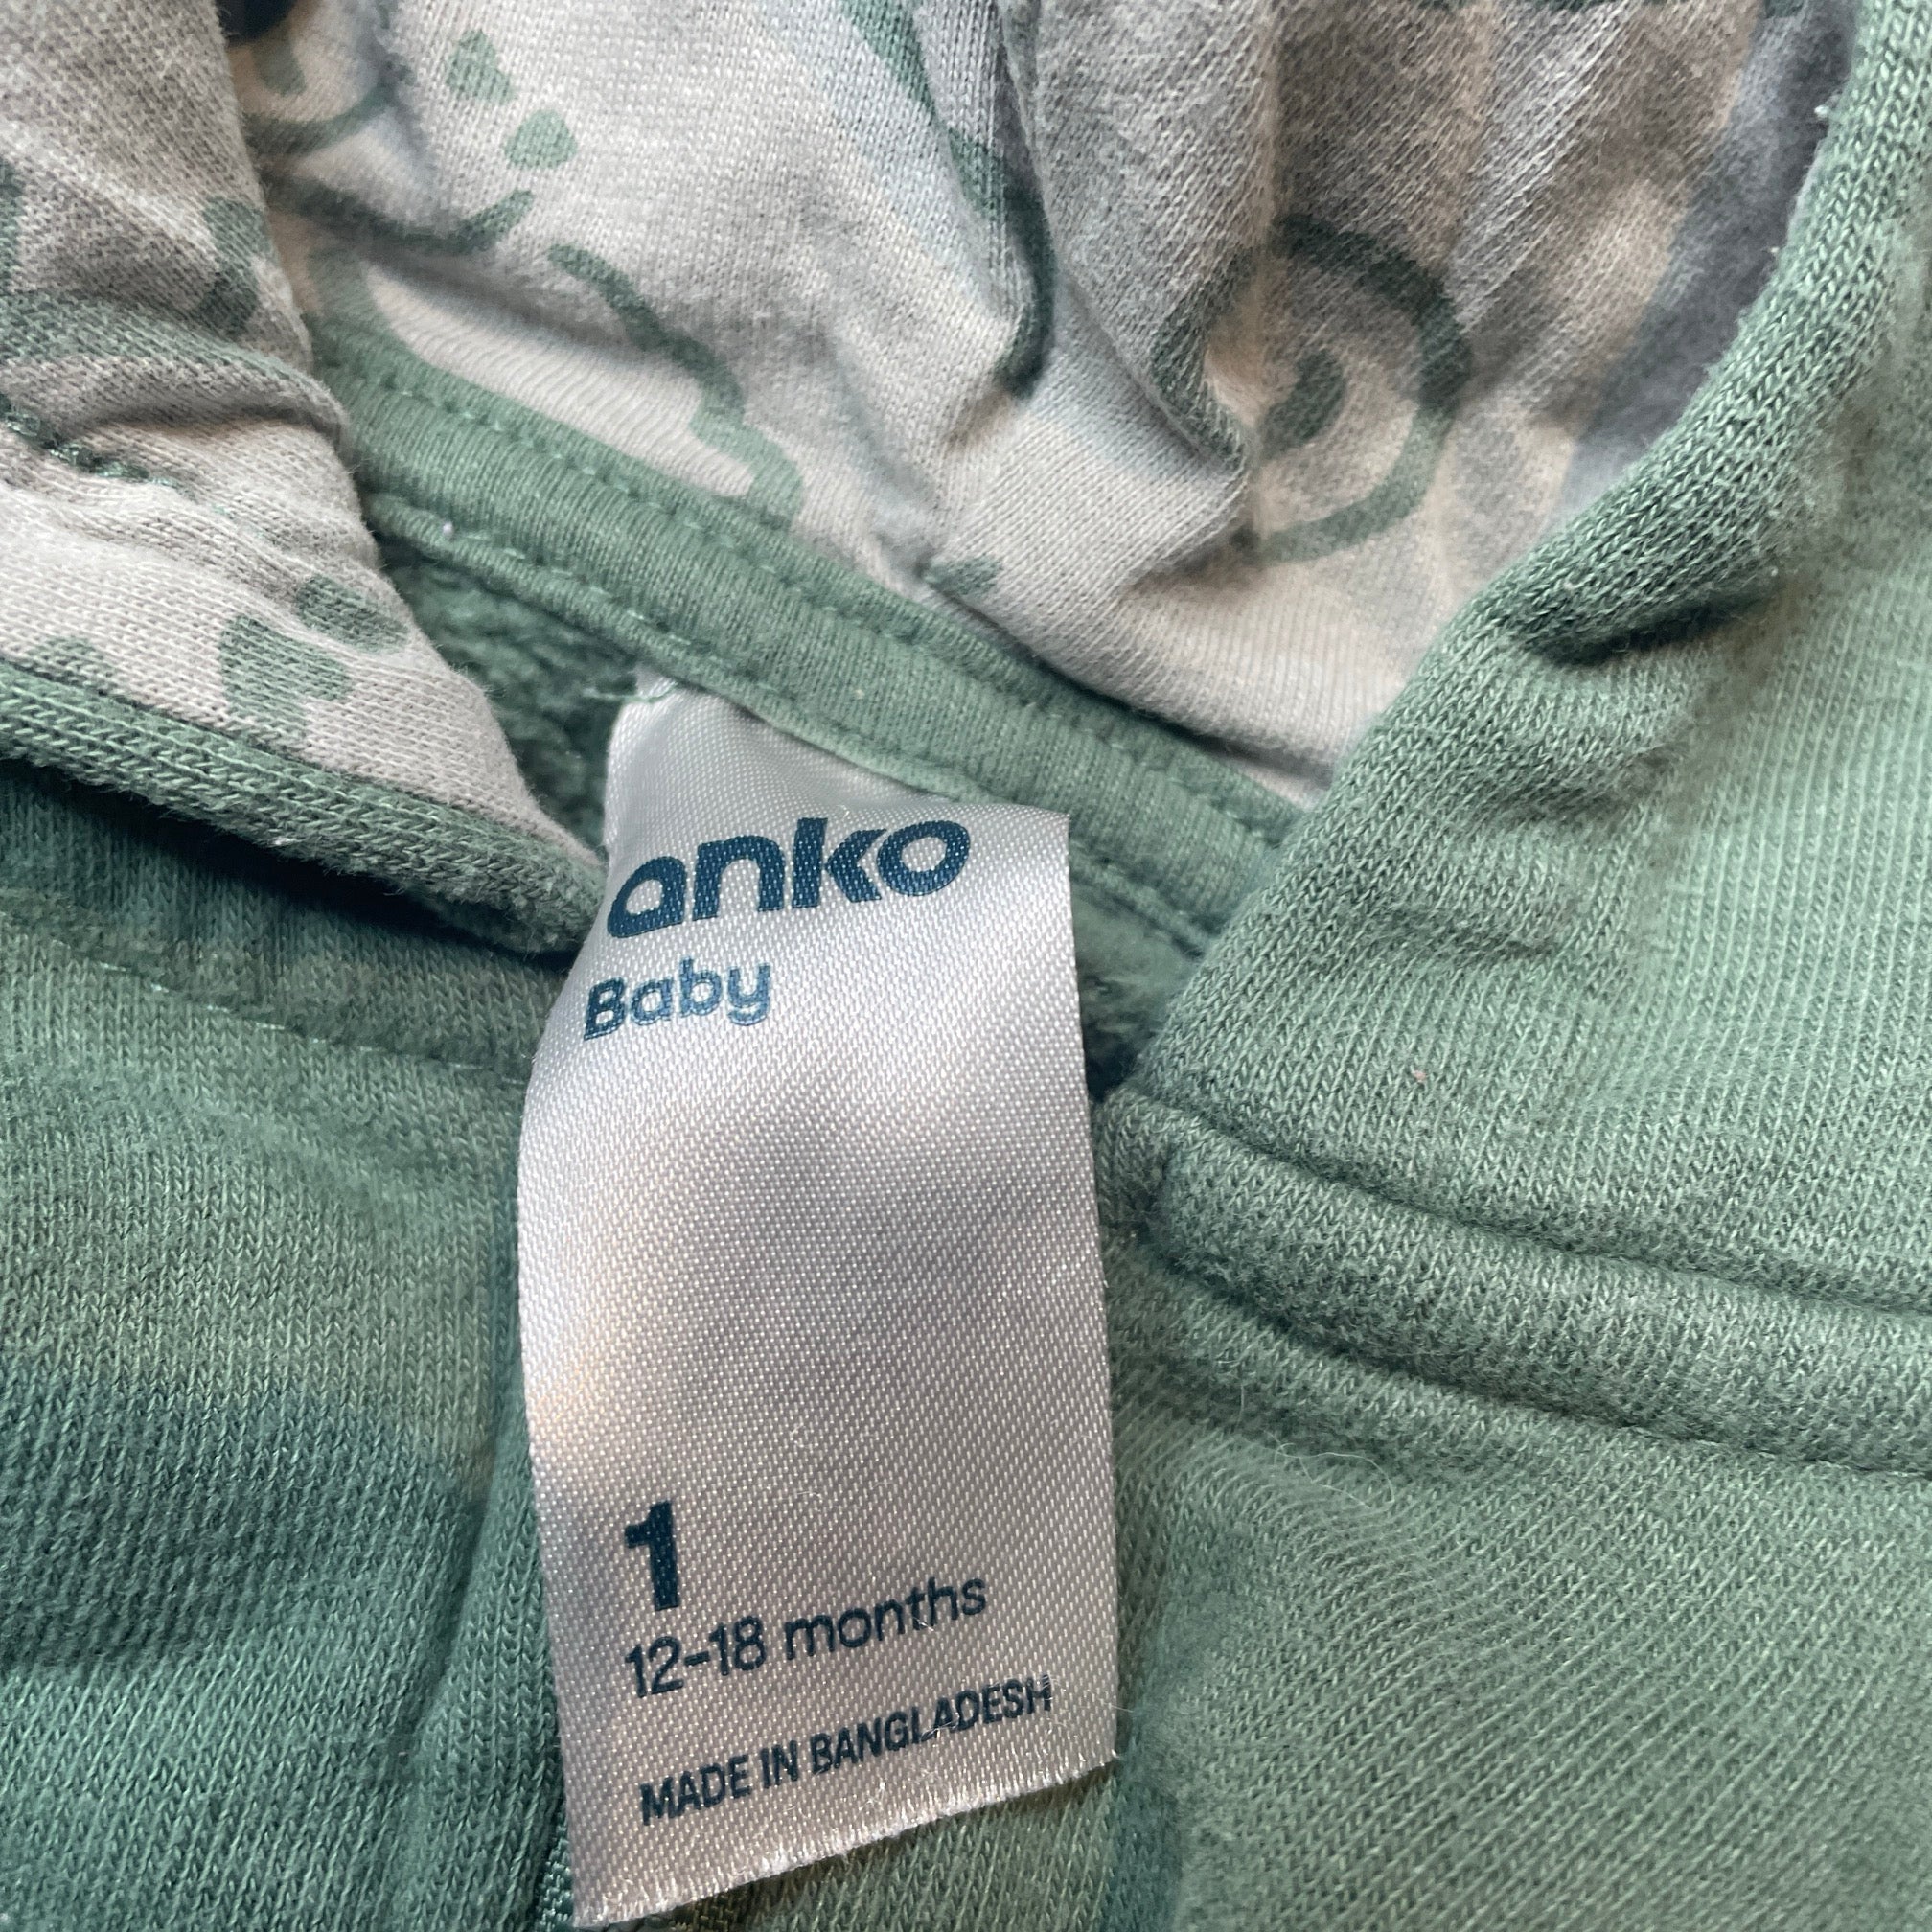 anko
Baby
1
12-18 months
MADE IN BANGLADESH